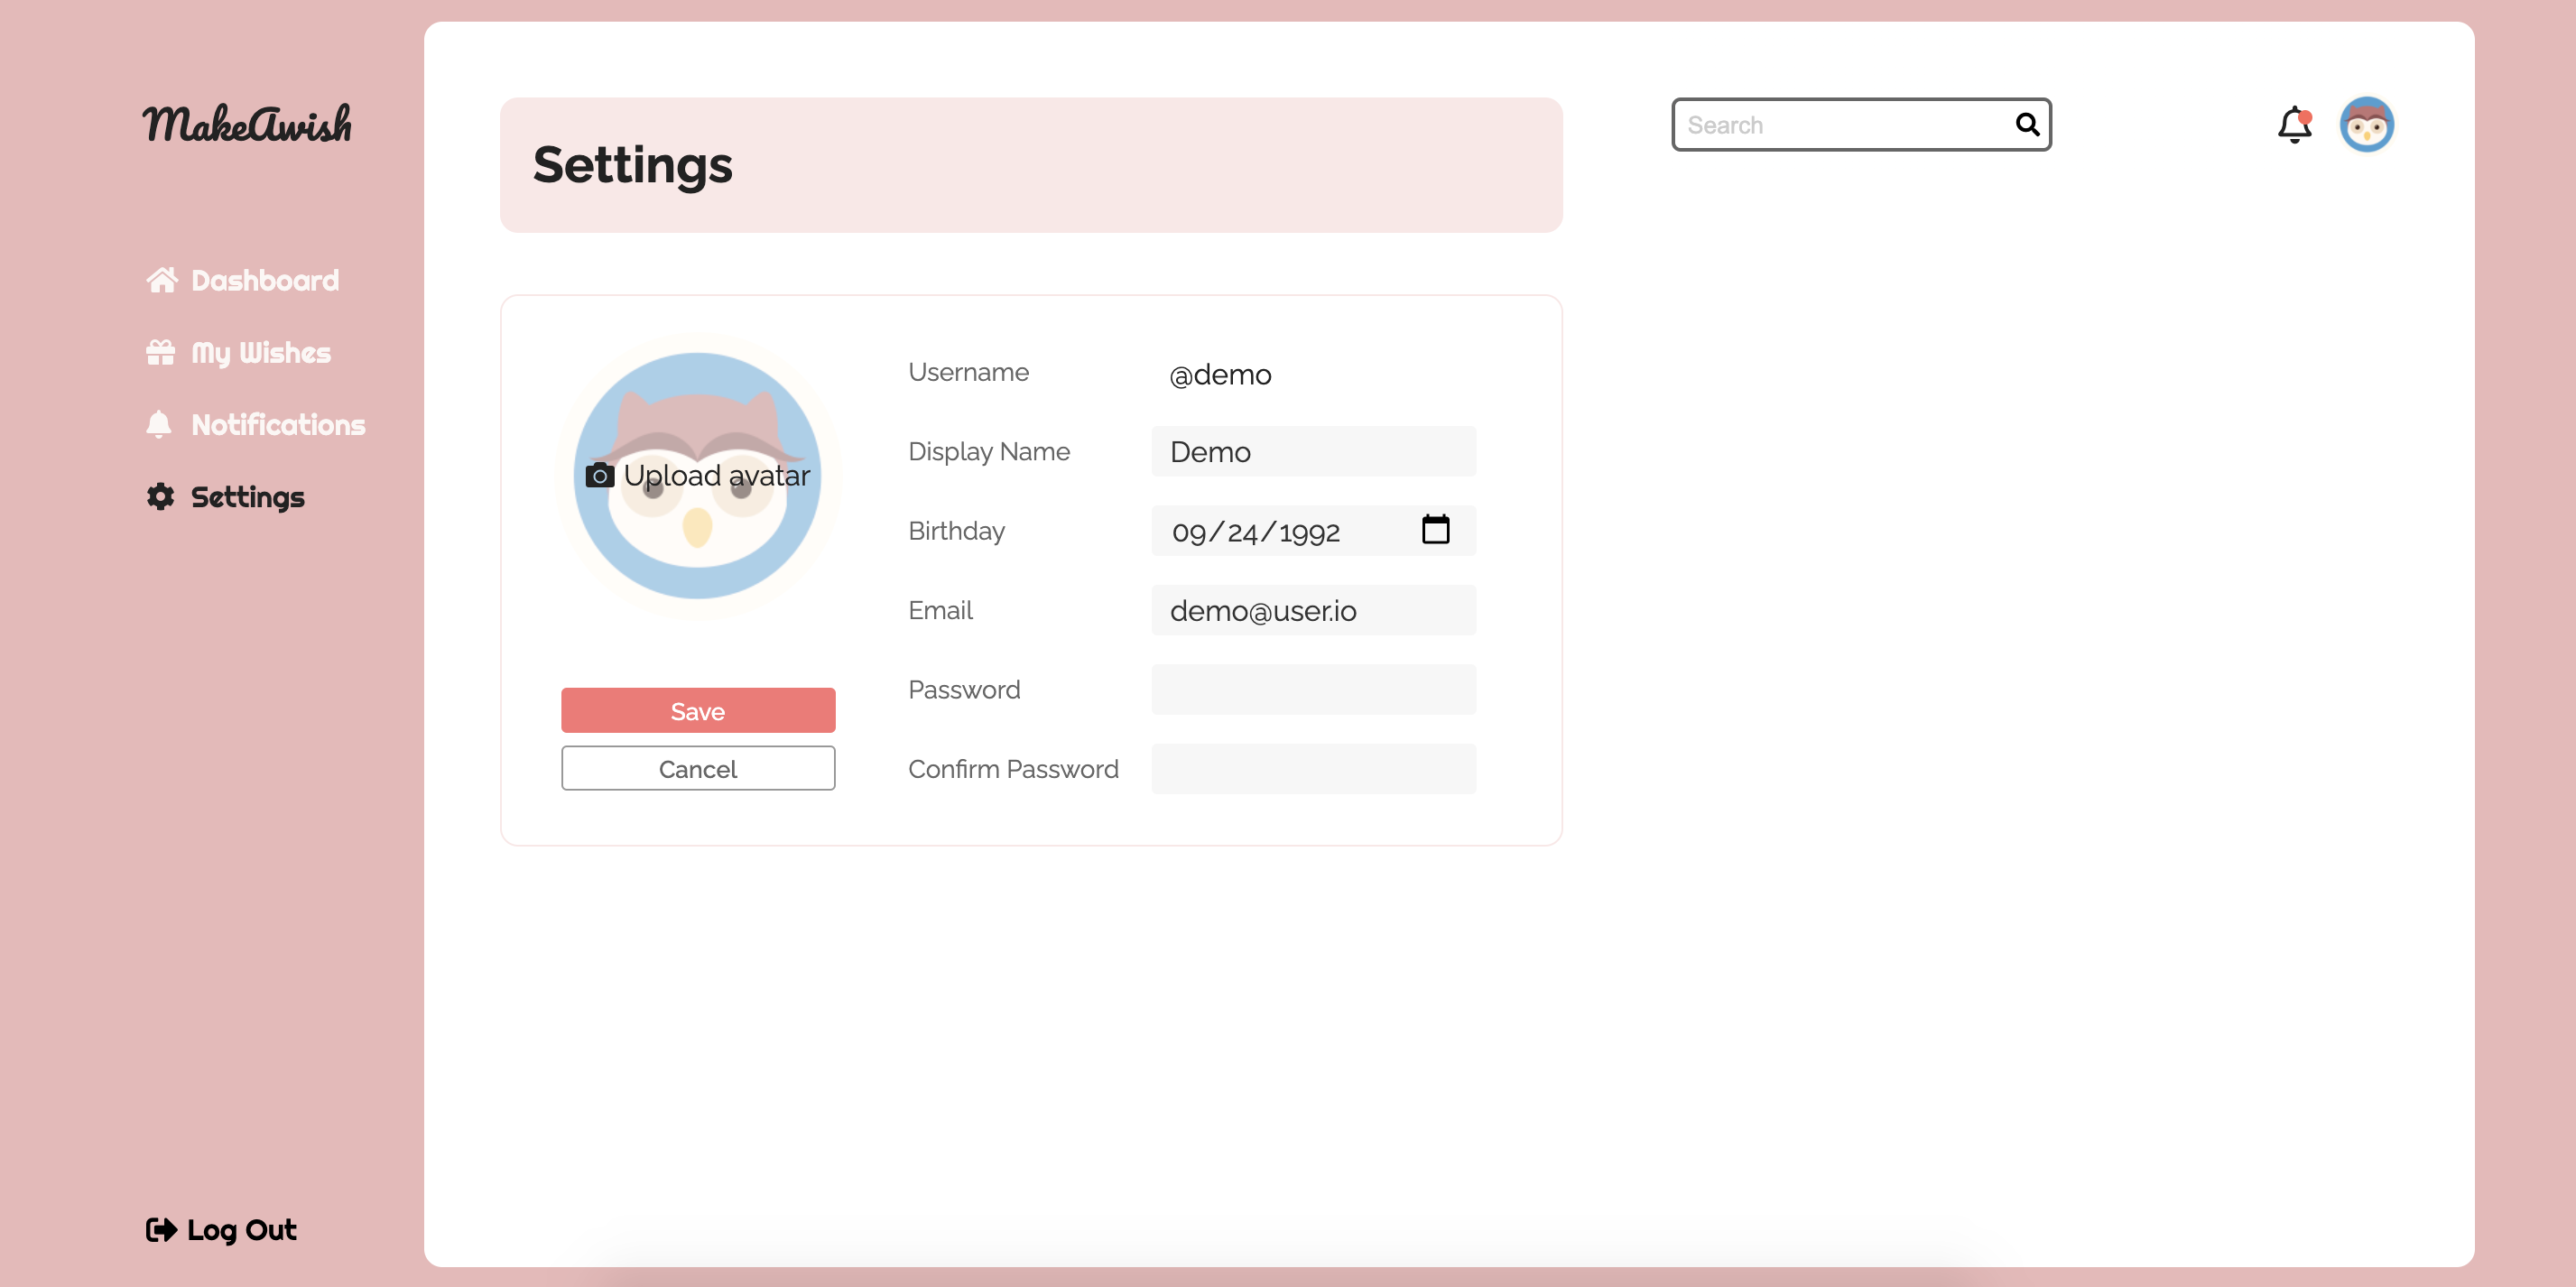 MakeAwish
Dashboard
My Wishes
Notifications
Settings
Log Out
Settings
Search
Upload avatar
Save
Cancel
Username @demo
Display Name Demo
Birthday 09/24/1992
Email demo@user.io
Password
Confirm Password